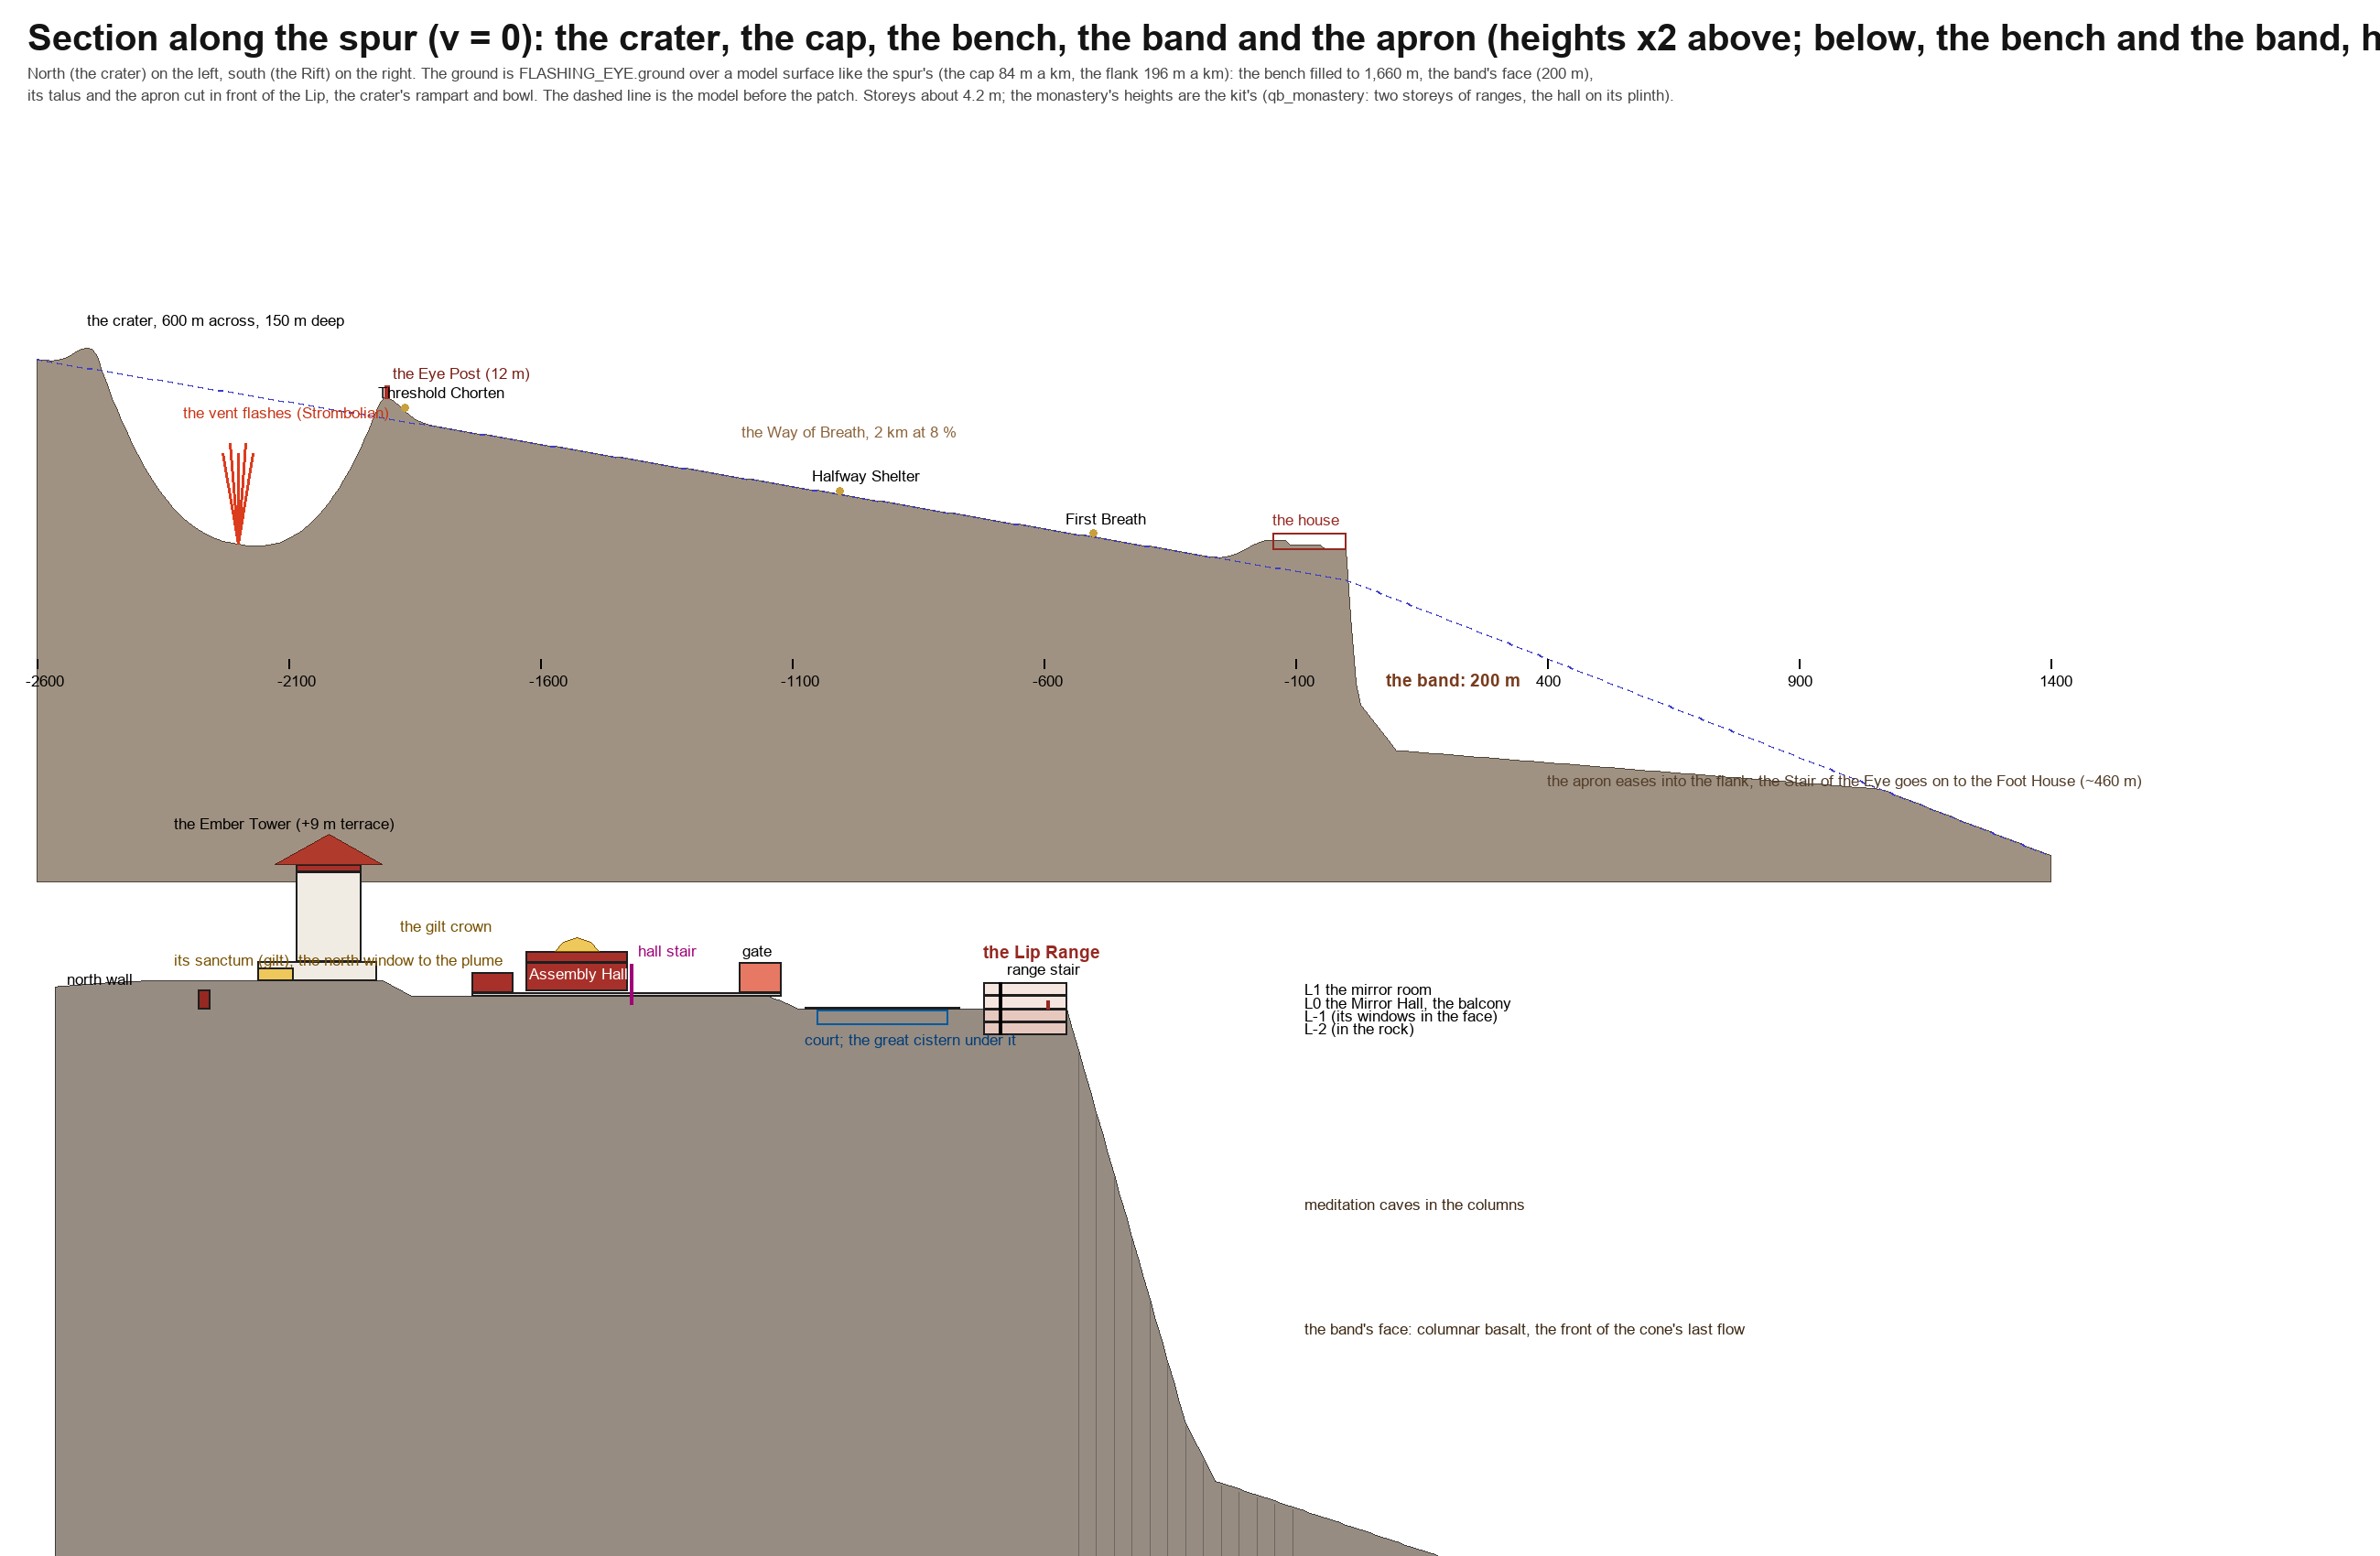 Section along the spur (v = 0): the crater, the cap, the bench, the band and the apron (heights x2 above; below, the bench and the band, h
North (the crater) on the left, south (the Rift) on the right. The ground is FLASHING_EYE.ground over a model surface like the spur's (the cap 84 m a km, the flank 196 m a km): the bench filled to 1,660 m, the band's face (200 m),
its talus and the apron cut in front of the Lip, the crater's rampart and bowl. The dashed line is the model before the patch. Storeys about 4.2 m; the monastery's heights are the kit's (qb_monastery: two storeys of ranges, the hall on its plinth).
the crater, 600 m across, 150 m deep
the Eye Post (12 m)
Threshold Chorten
the vent flashes (Strombolian)
the Way of Breath, 2 km at 8 %
Halfway Shelter
First Breath
the house
-2600
-2100
-1600
-1100
-600
-100
the band: 200 m
400
900
1400
the apron eases into the flank; the Stair of the Eye goes on to the Foot House (~460 m)
the Ember Tower (+9 m terrace)
the gilt crown
its sanctum (gilt), the north window to the plume
north wall
Assembly Hall
hall stair
gate
the Lip Range
range stair
L1 the mirror room
L0 the Mirror Hall, the balcony
L-1 (its windows in the face)
L-2 (in the rock)
court; the great cistern under it
meditation caves in the columns
the band's face: columnar basalt, the front of the cone's last flow